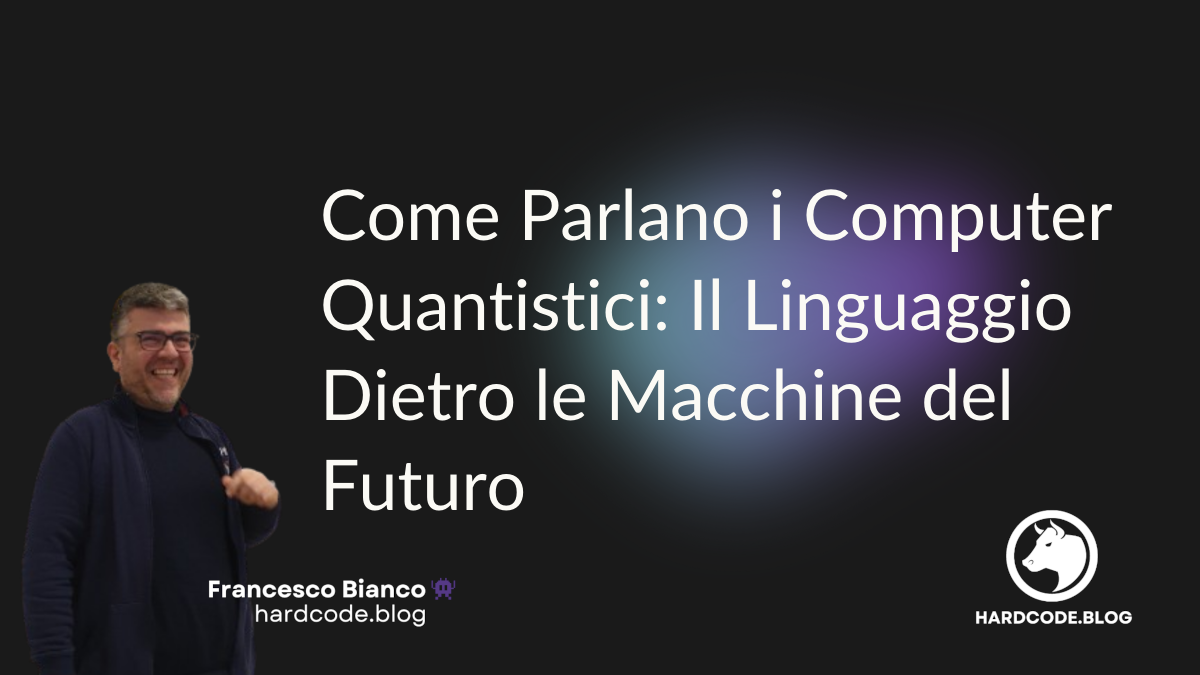 Come Parlano i Computer
Quantistici: Il Linguaggio
Dietro le Macchine del
Futuro
Francesco Bianco
hardcode.blog
HARDCODE.BLOG